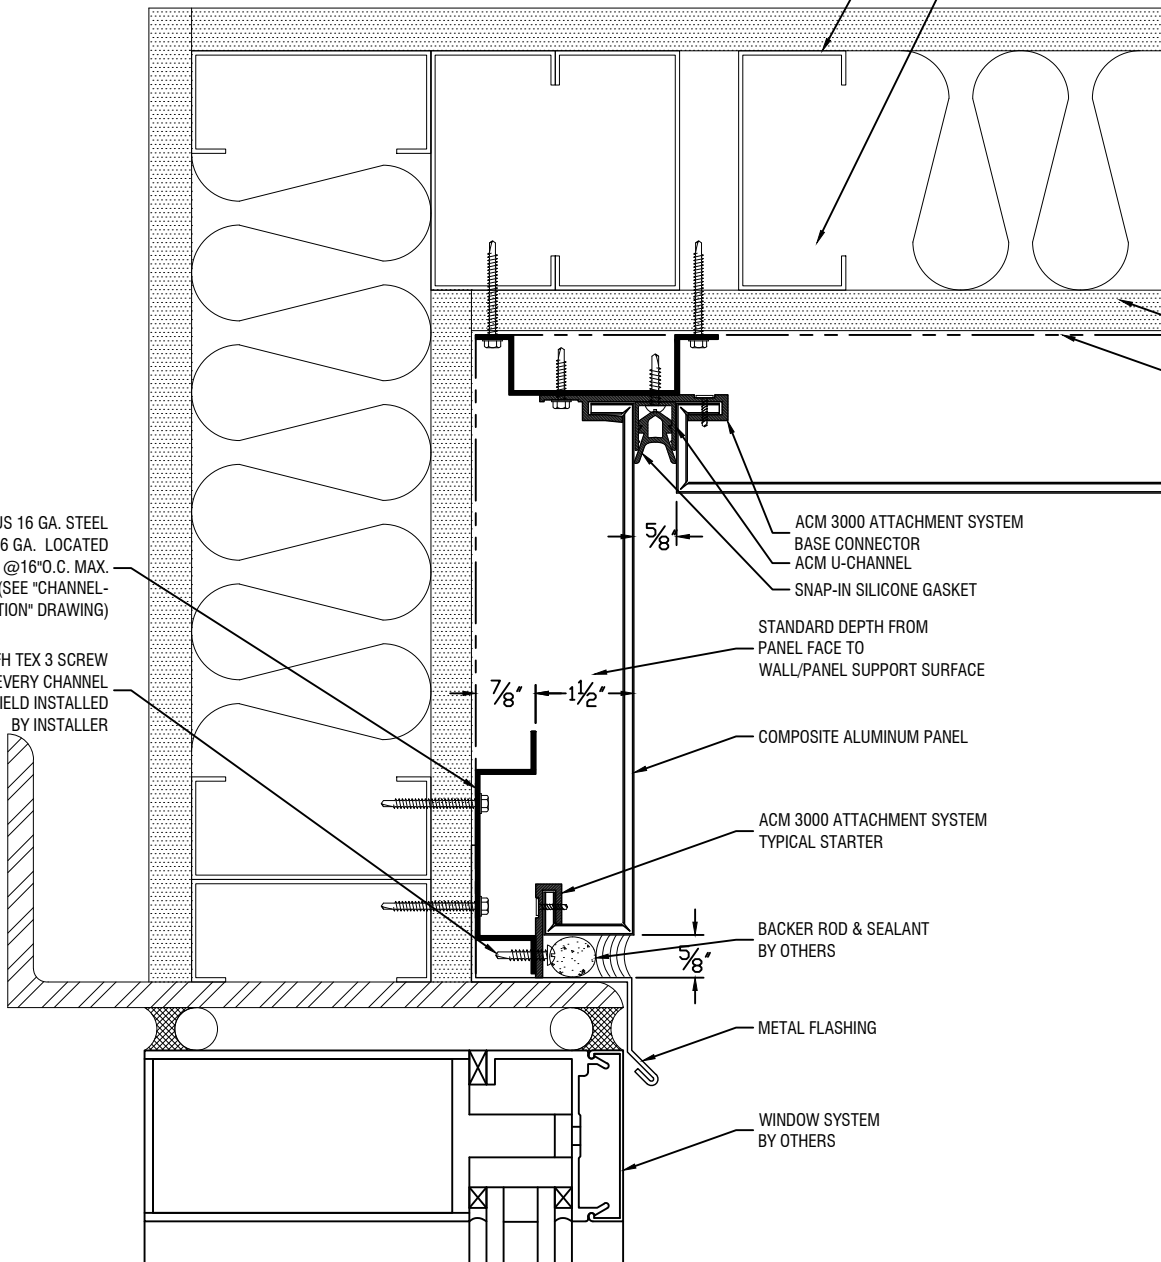 US 16 GA. STEEL
6 GA. LOCATED
@16"O.C. MAX.
(SEE "CHANNEL-
TION" DRAWING)
TEX 3 SCREW
EVERY CHANNEL
IELD INSTALLED
BY INSTALLER
5/8"
ACM 3000 ATTACHMENT SYSTEM
BASE CONNECTOR
ACM U-CHANNEL
SNAP-IN SILICONE GASKET
STANDARD DEPTH FROM
PANEL FACE TO
WALL/PANEL SUPPORT SURFACE
7/8"
1 1/2"
COMPOSITE ALUMINUM PANEL
ACM 3000 ATTACHMENT SYSTEM
TYPICAL STARTER
BACKER ROD & SEALANT
BY OTHERS
5/8"
METAL FLASHING
WINDOW SYSTEM
BY OTHERS